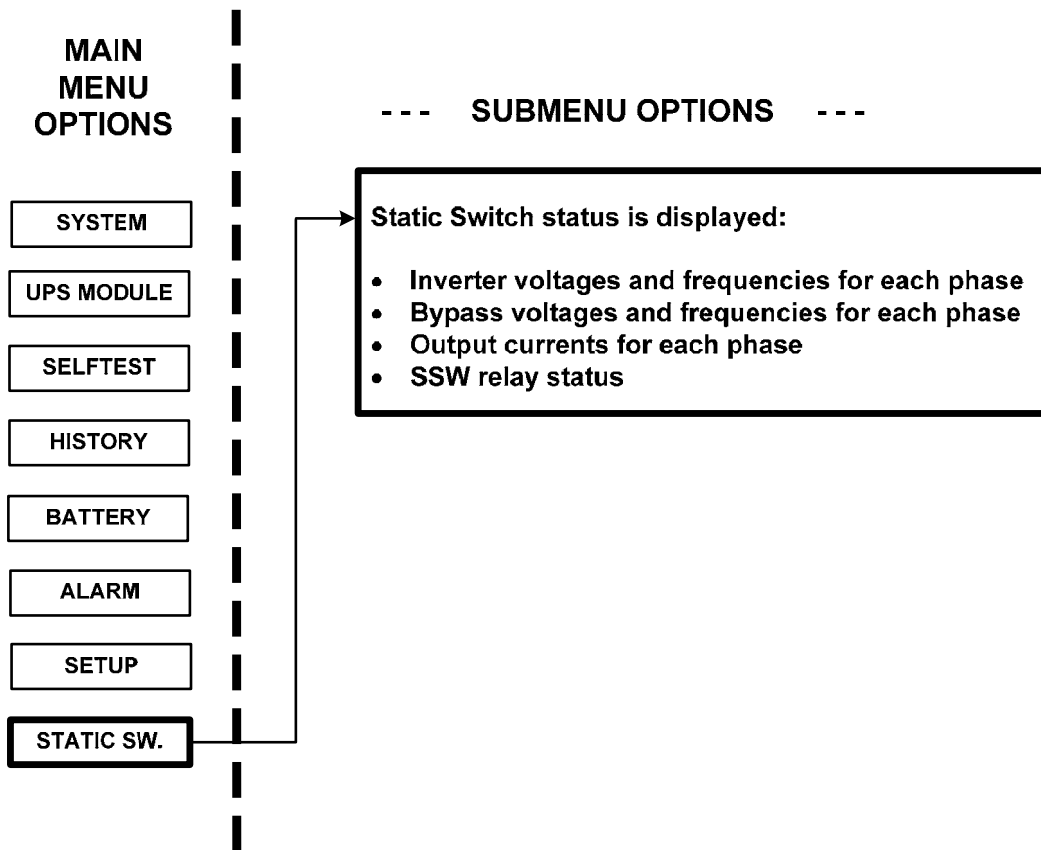 MAIN
MENU
OPTIONS
SYSTEM
UPS MODULE
SELFTEST
HISTORY
BATTERY
ALARM
SETUP
STATIC SW.
- - - SUBMENU OPTIONS - - -
Static Switch status is displayed:
• Inverter voltages and frequencies for each phase
• Bypass voltages and frequencies for each phase
• Output currents for each phase
• SSW relay status